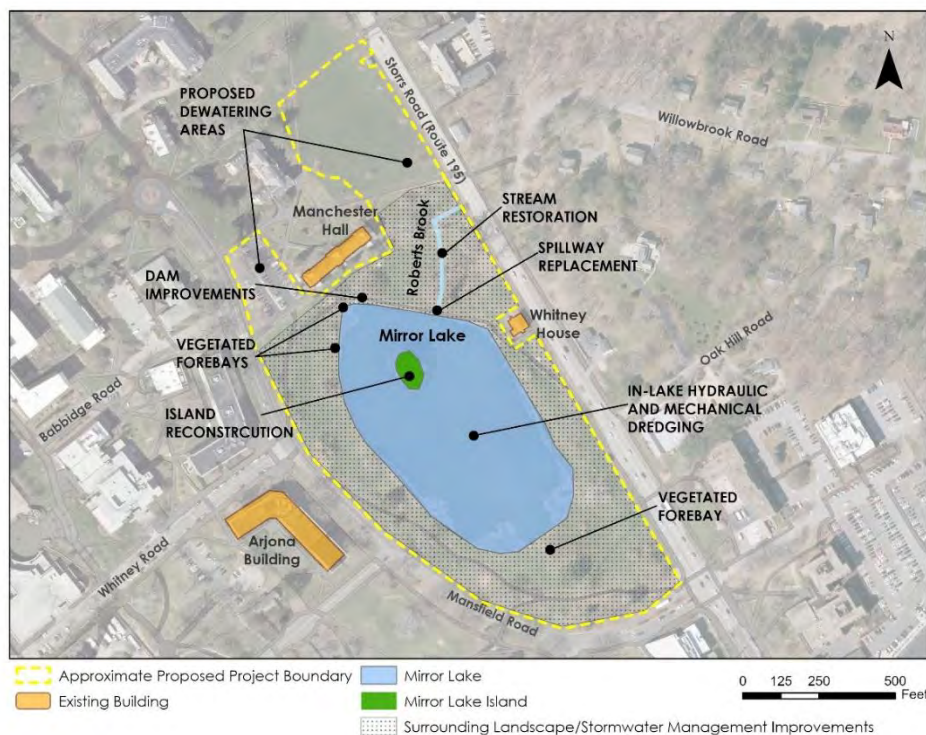 N
PROPOSED
DEWATERING
AREAS
Storrs Road (Route 195)
Willowbrook Road
Manchester
Hall
Roberts Brook
STREAM
RESTORATION
SPILLWAY
REPLACEMENT
DAM
IMPROVEMENTS
Whitney
House
Mirror Lake
VEGETATED
FOREBAYS
Oak Hill Road
Babbidge Road
ISLAND
RECONSTRCUTION
IN-LAKE HYDRAULIC
AND MECHANICAL
DREDGING
VEGETATED
FOREBAY
Arjona
Building
Whitney Road
Mansfield Road
Approximate Proposed Project Boundary
Mirror Lake
Existing Building
Mirror Lake Island
Surrounding Landscape/Stormwater Management Improvements
0 125 250 500
Feet